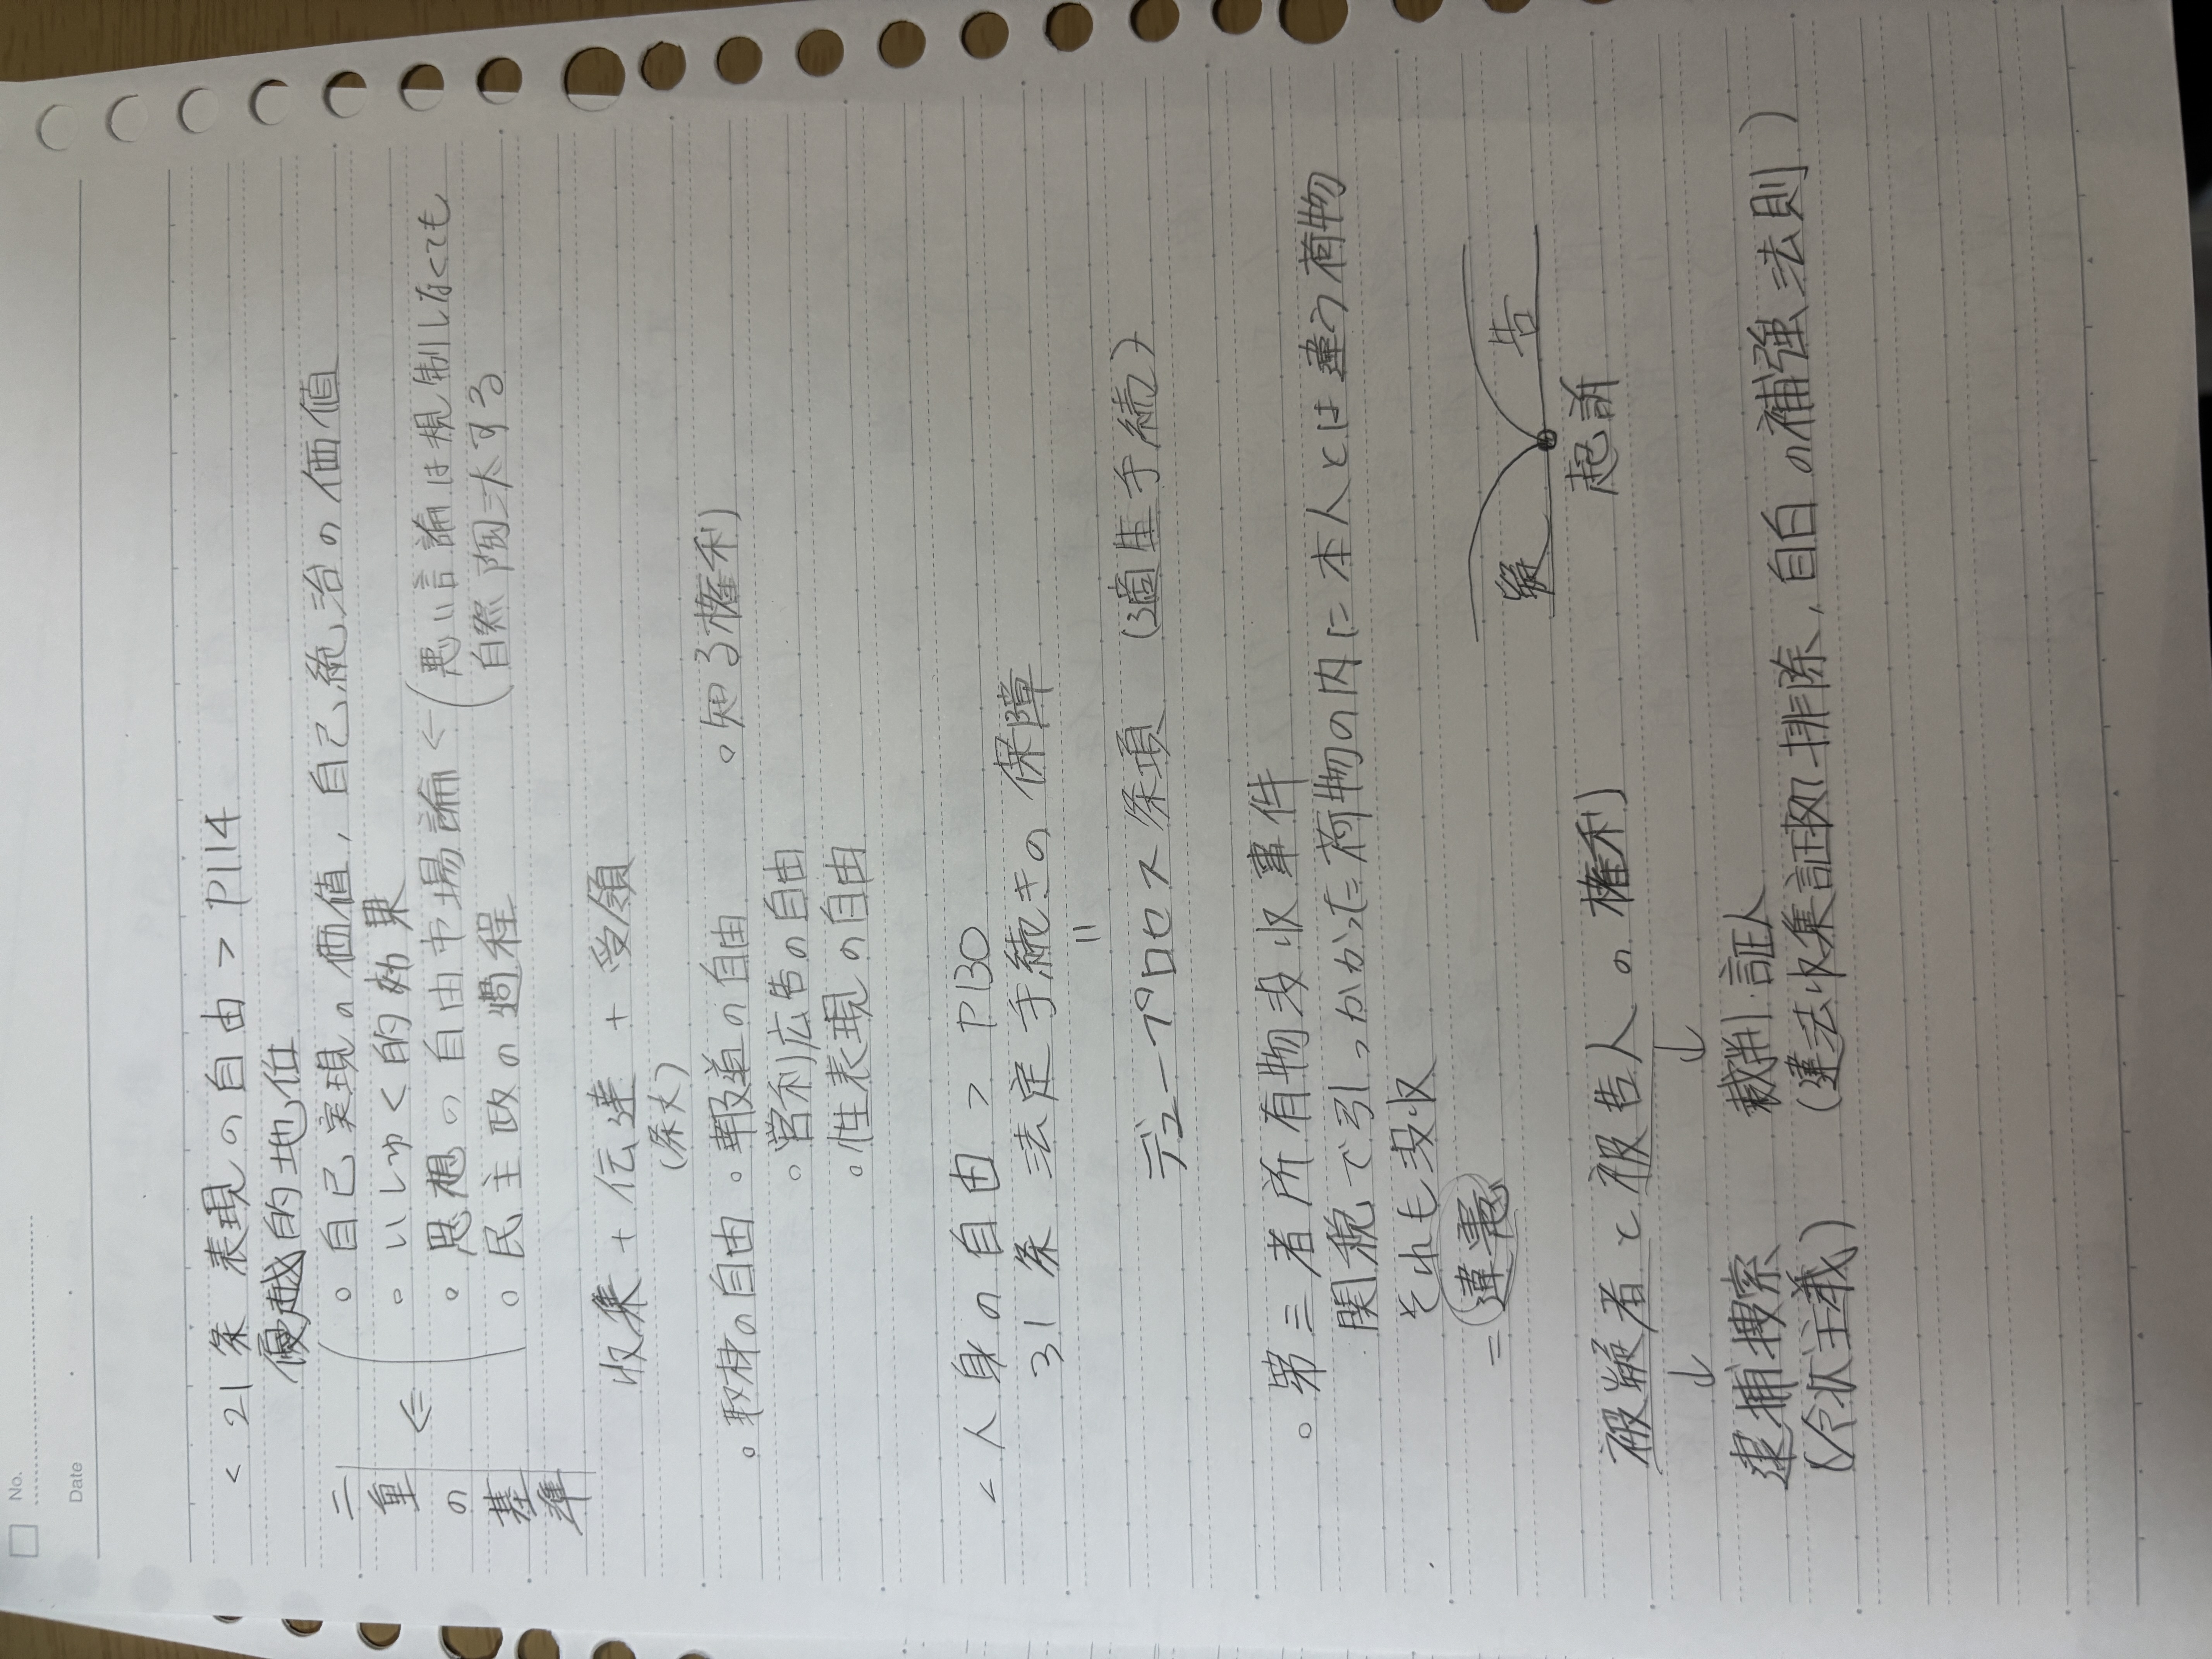 No.
Date
< 21条 表現の自由 > P114
優越的地位
二重の基準 ⇐
○ 自己実現の価値, 自己統治の価値
○ いしゅく的効果
○ 思想の自由市場論 ← (悪い言論は規制しなくても
自然陶汰する
○ 民主政の過程
収集 + 伝達 + 受領
(条文)
○取材の自由 ○報道の自由 ○知る権利
○営利広告の自由
○性表現の自由
< 人身の自由 > P130
31条 法定手続きの保障
=
デュープロセス条項 (適正手続)
○第三者所有物没収事件
関税で引っかかった荷物の内に本人とは違う荷物
それも没収
= 違憲
疑 告
起訴
被疑者と被告人の権利
↓ ↓
逮捕捜索 裁判.証人
(令状主義) (違法収集証拠排除, 自白の補強法則)